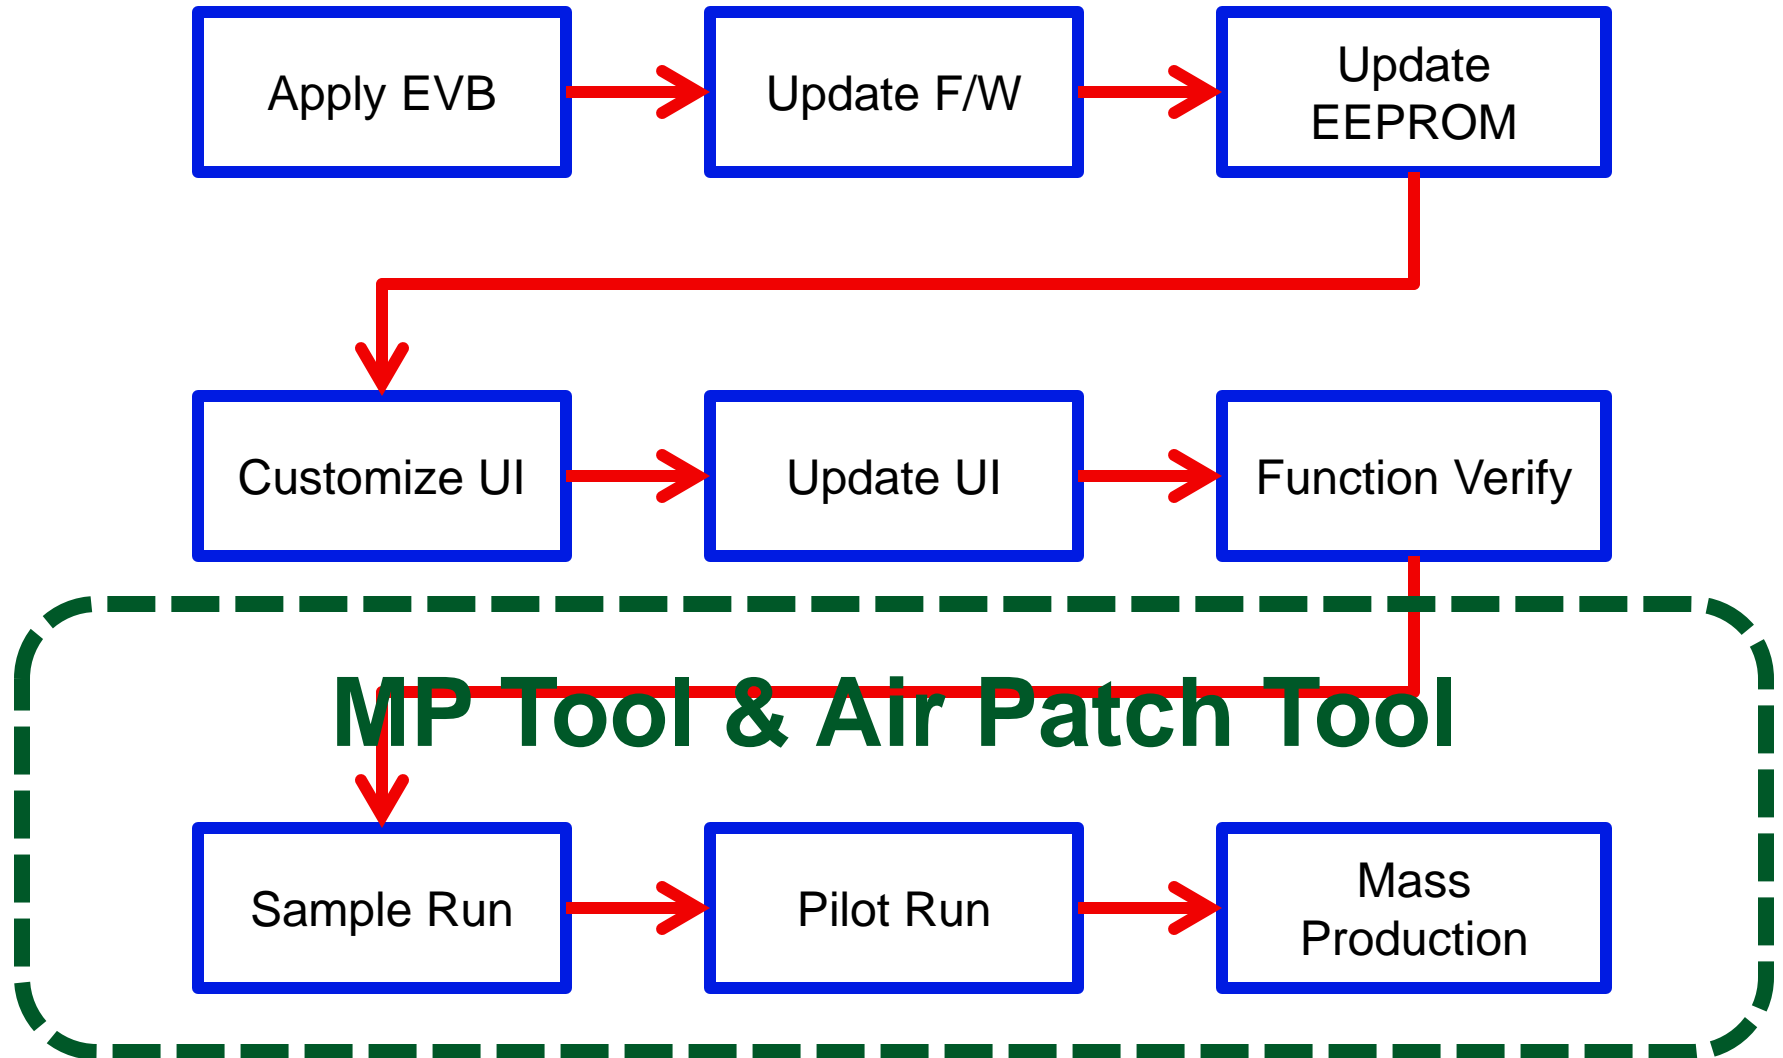 Apply EVB
Update F/W
Update
EEPROM
Customize UI
Update UI
Function Verify
MP Tool & Air Patch Tool
Sample Run
Pilot Run
Mass
Production